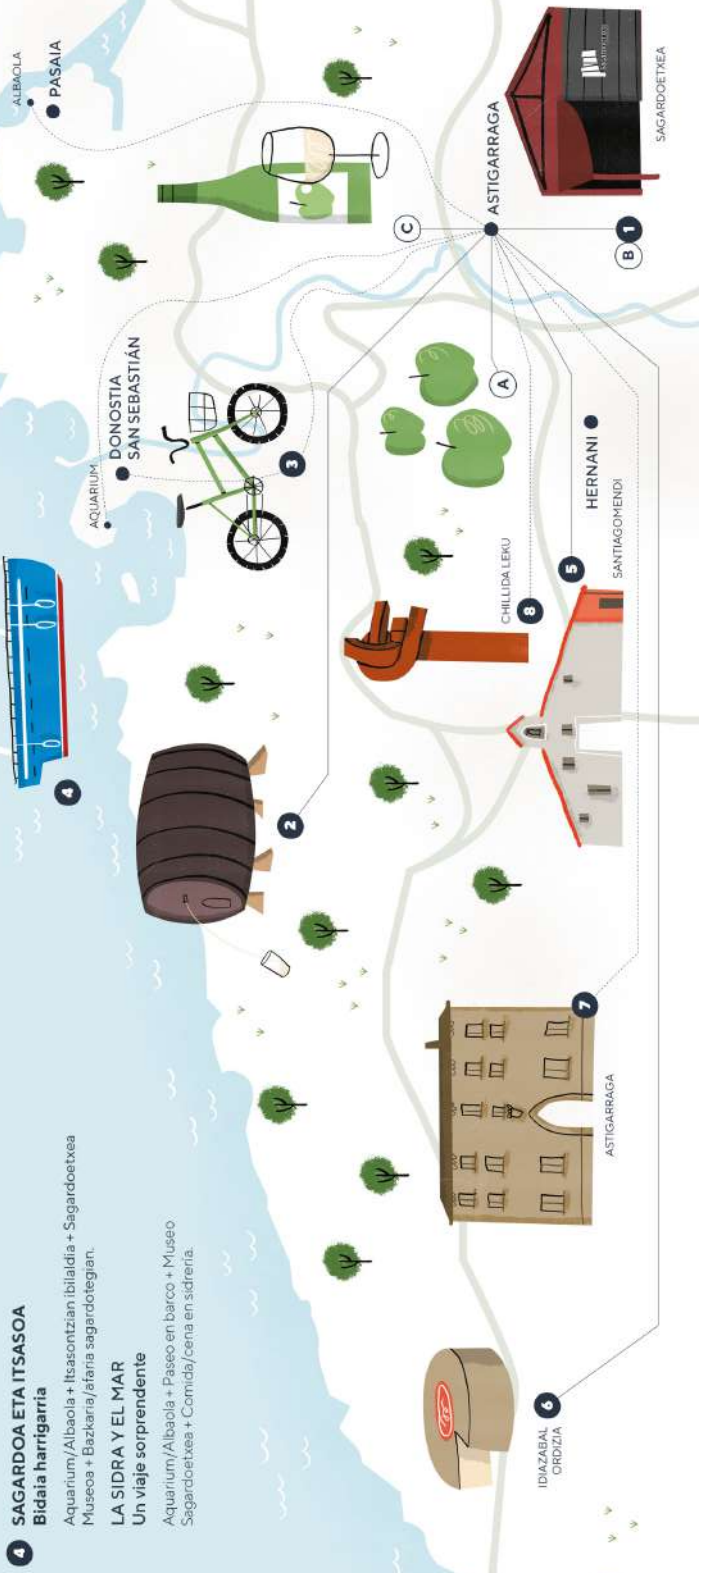 4
SAGARDOA ETA ITSASOA
Bidaia harrigarria
Aquarium/Albaola + Itsasontzian ibilaldia + Sagardoetxea
Museoa + Bazkaria/afaria sagardotegian.
LA SIDRA Y EL MAR
Un viaje sorprendente
Aquarium/Albaola + Paseo en barco + Museo
Sagardoetxea + Comida/cena en sidrería.
4
AQUARIUM
DONOSTIA
SAN SEBASTIÁN
ALBAOLA
PASAIA
2
3
C
ASTIGARRAGA
A
B
1
SAGARDOETXEA
CHILLIDA LEKU
8
5
HERNANI
SANTIAGOMENDI
7
ASTIGARRAGA
6
IDIAZABAL
ORDIZIA